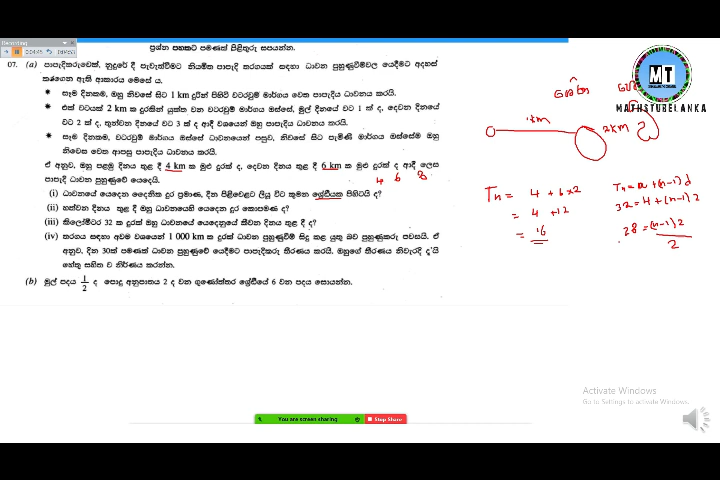 Recording
00:04:45
ප්‍රශ්න පහකට පමණක් පිළිතුරු සපයන්න.
07. (a) පාපැදිකරුවෙක්, නුදුරේ දී පැවැත්වීමට නියමිත පාපැදි තරගයක් සඳහා ධාවන පුහුණුවීම්වල යෙදීමට අදහස් කරගෙන ඇති ආකාරය මෙසේ ය.
* සෑම දිනකම, ඔහු නිවසේ සිට 1 km දුරින් පිහිටි වටරවුම් මාර්ගය වෙත පාපැදිය ධාවනය කරයි.
* එක් වටයක් 2 km ක දුරකින් යුක්ත වන වටරවුම් මාර්ගය ඔස්සේ, මුල් දිනයේ වට 1 ක් ද, දෙවන දිනයේ වට 2 ක් ද, තුන්වන දිනයේ වට 3 ක් ද ආදී වශයෙන් ඔහු පාපැදිය ධාවනය කරයි.
* සෑම දිනකම, වටරවුම් මාර්ගය ඔස්සේ ධාවනයෙන් පසුව, නිවසේ සිට පැමිණි මාර්ගය ඔස්සේම ඔහු නිවෙස වෙත ආපසු පාපැදිය ධාවනය කරයි.
ඒ අනුව, ඔහු පළමු දිනය තුළ දී 4 km ක මුළු දුරක් ද, දෙවන දිනය තුළ දී 6 km ක මුළු දුරක් ද ආදී ලෙස පාපැදි ධාවන පුහුණුවේ යෙදෙයි.
4 6 8
(i) ධාවනයේ යෙදෙන දෛනික දුර ප්‍රමාණ, දින පිළිවෙළට ලියූ විට කුමන ශ්‍රේඪියක පිහිටයි ද?
(ii) හත්වන දිනය තුළ දී ඔහු ධාවනයෙහි යෙදෙන දුර කොපමණ ද?
(iii) කිලෝමීටර 32 ක දුරක් ඔහු ධාවනයේ යෙදෙනුයේ කීවන දිනය තුළ දී ද?
(iv) තරගය සඳහා අවම වශයෙන් 1 000 km ක දුරක් ධාවන පුහුණුවීම් සිදු කළ යුතු බව පුහුණුකරු පවසයි. ඒ අනුව, දින 30ක් පමණක් ධාවන පුහුණුවේ යෙදීමට පාපැදිකරු තීරණය කරයි. ඔහුගේ තීරණය නිවැරදි දැ'යි හේතු සහිත ව නිර්ණය කරන්න.
(b) මුල් පදය 1/2 ද පොදු අනුපාතය 2 ද වන ගුණෝත්තර ශ්‍රේඪියේ 6 වන පදය සොයන්න.
1km
2km
Tn = 4 + 6×2
= 4 + 12
= 16
Tn = a + (n-1) d
32 = 4 + (n-1) 2
28 = (n-1) 2
2
MT
MATHSTURELANKA
Activate Windows
Go to Settings to activate Windows.
You are screen sharing
Stop Share